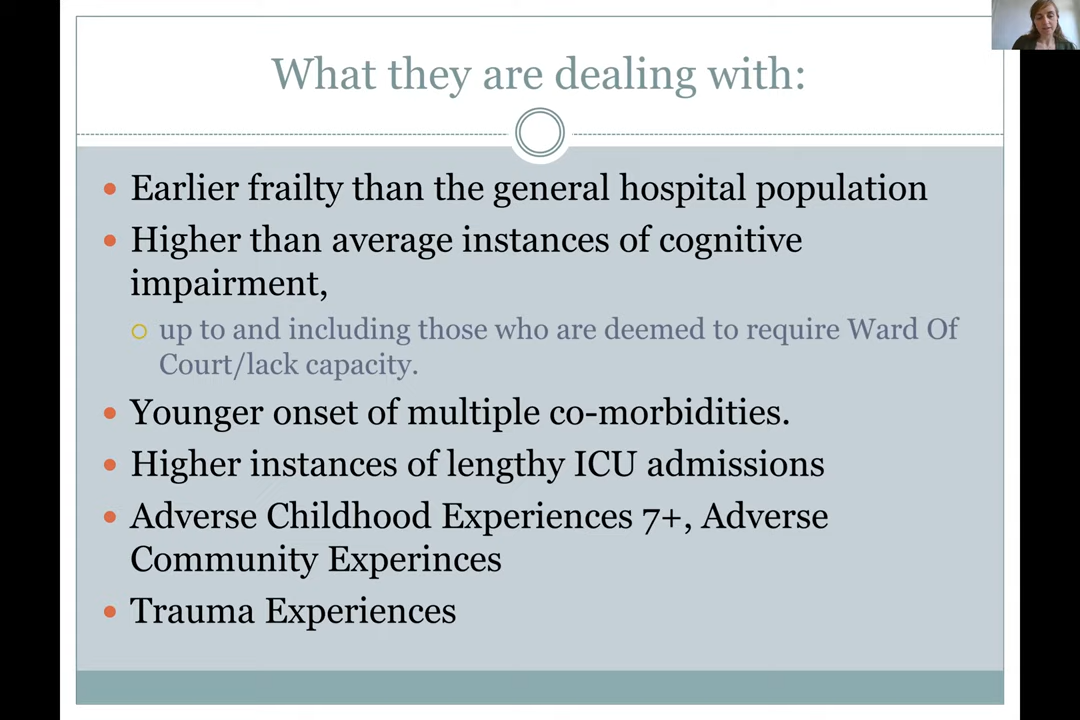 What they are dealing with:
Earlier frailty than the general hospital population
Higher than average instances of cognitive
impairment,
up to and including those who are deemed to require Ward Of
Court/lack capacity.
Younger onset of multiple co-morbidities.
Higher instances of lengthy ICU admissions
Adverse Childhood Experiences 7+, Adverse
Community Experinces
Trauma Experiences